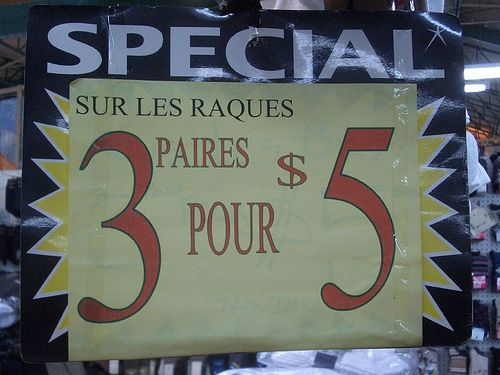 SPECIAL
SUR LES RAQUES
3 PAIRES $ 5
POUR